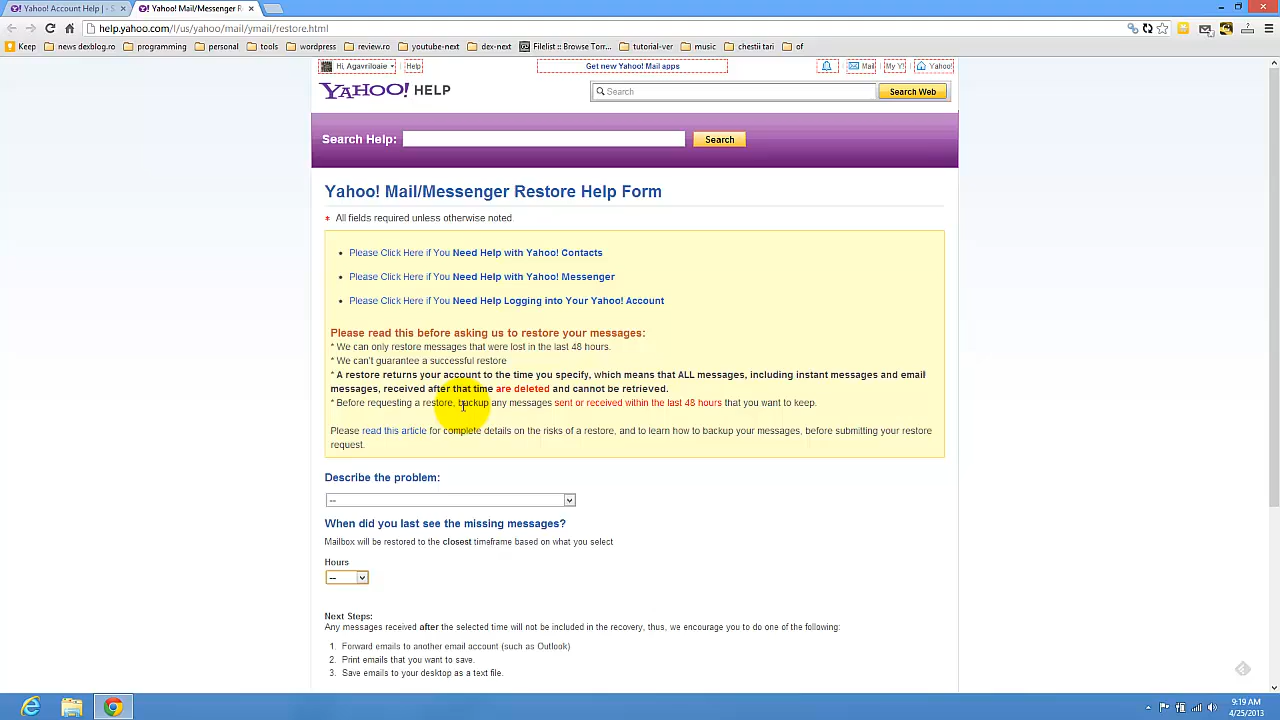 Yahoo! Account Help | - S
Yahoo! Mail/Messenger R
help.yahoo.com/l/us/yahoo/mail/ymail/restore.html
Keep news dexblog.ro programming personal tools wordpress review.ro youtube-next dex-next Filelist :: Browse Torr... tutorial-ver music chestii tari of
Hi, Agavriloaie Help Get new Yahoo! Mail apps Mail My Y! Yahoo!
YAHOO! HELP
Search Search Web
Search Help: Search
Yahoo! Mail/Messenger Restore Help Form
* All fields required unless otherwise noted
• Please Click Here if You Need Help with Yahoo! Contacts
• Please Click Here if You Need Help with Yahoo! Messenger
• Please Click Here if You Need Help Logging into Your Yahoo! Account
Please read this before asking us to restore your messages:
* We can only restore messages that were lost in the last 48 hours.
* We can't guarantee a successful restore
* A restore returns your account to the time you specify, which means that ALL messages, including instant messages and email
messages, received after that time are deleted and cannot be retrieved.
* Before requesting a restore, backup any messages sent or received within the last 48 hours that you want to keep.
Please read this article for complete details on the risks of a restore, and to learn how to backup your messages, before submitting your restore
request.
Describe the problem:
--
When did you last see the missing messages?
Mailbox will be restored to the closest timeframe based on what you select
Hours
--
Next Steps:
Any messages received after the selected time will not be included in the recovery, thus, we encourage you to do one of the following:
1. Forward emails to another email account (such as Outlook)
2. Print emails that you want to save.
3. Save emails to your desktop as a text file.
9:19 AM
4/25/2013